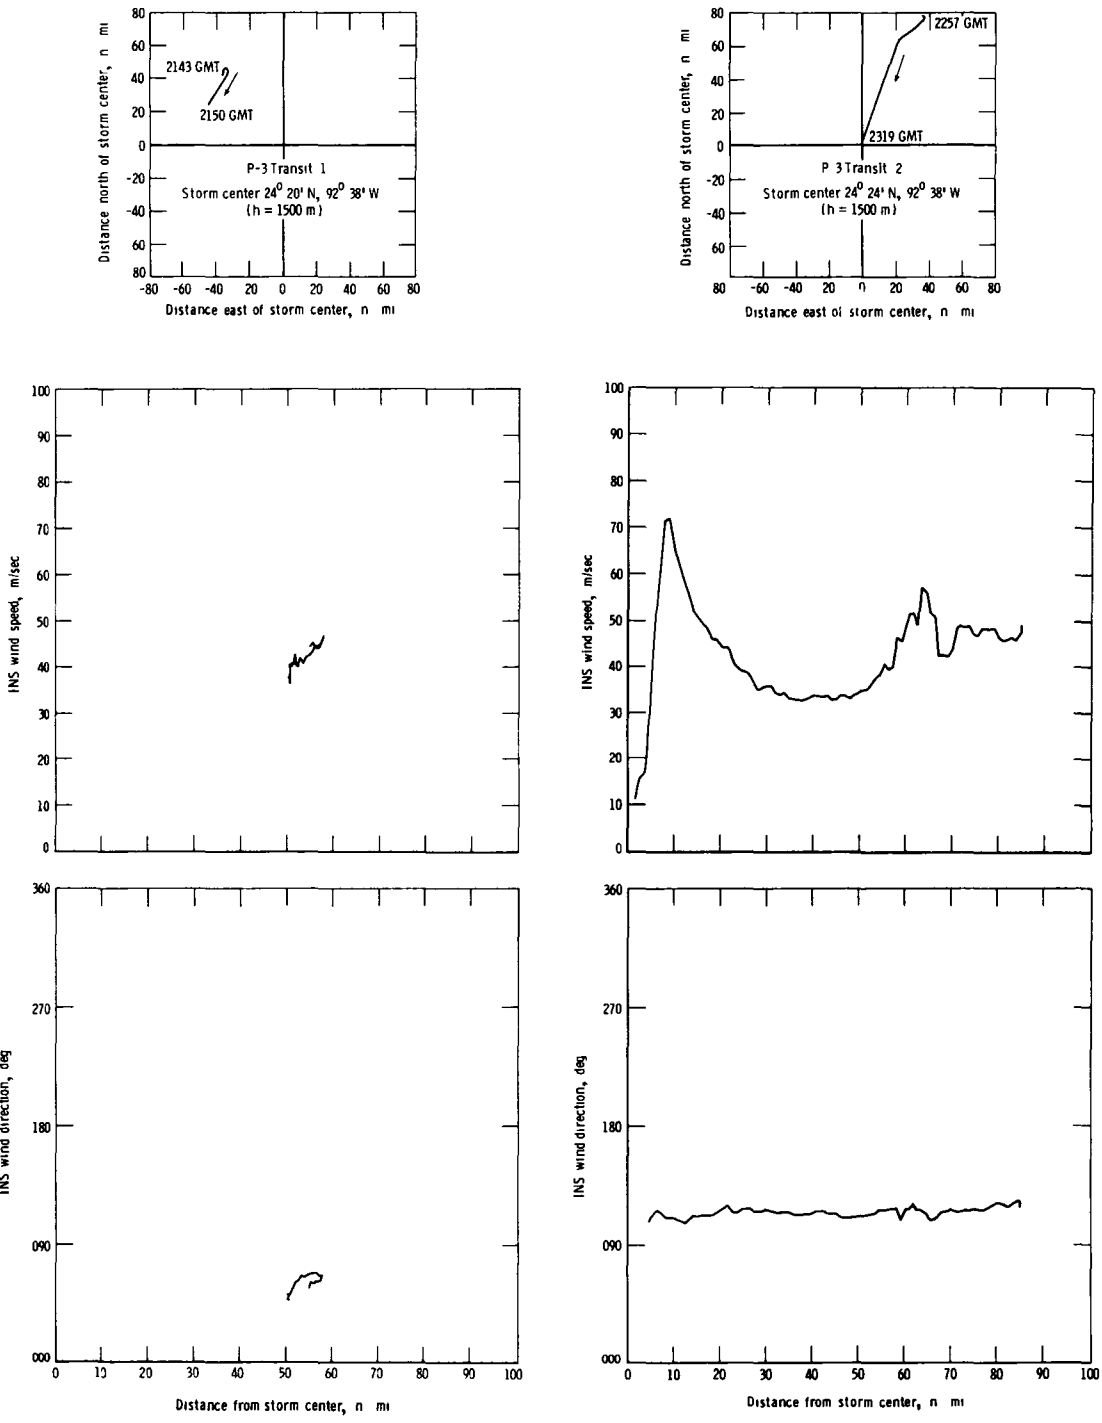 80
60
40
20
0
-20
-40
60
80
Distance north of storm center, n mi
2143 GMT
2150 GMT
P-3 Transit 1
Storm center 24° 20' N, 92° 38' W
(h = 1500 m)
-80 -60 -40 -20 0 20 40 60 80
Distance east of storm center, n mi
80
60
40
20
0
-20
-40
60
80
Distance north of storm center, n mi
2257 GMT
2319 GMT
P 3 Transit 2
Storm center 24° 24' N, 92° 38' W
(h = 1500 m)
80 -60 -40 -20 0 20 40 60 80
Distance east of storm center, n mi
100
90
80
70
60
50
40
30
20
10
0
INS wind speed, m/sec
100
90
80
70
60
50
40
30
20
10
0
INS wind speed, m/sec
360
270
180
090
000
INS wind direction, deg
0 10 20 30 40 50 60 70 80 90 100
Distance from storm center, n mi
360
270
180
090
000
INS wind direction, deg
0 10 20 30 40 50 60 70 80 90 100
Distance from storm center, n mi